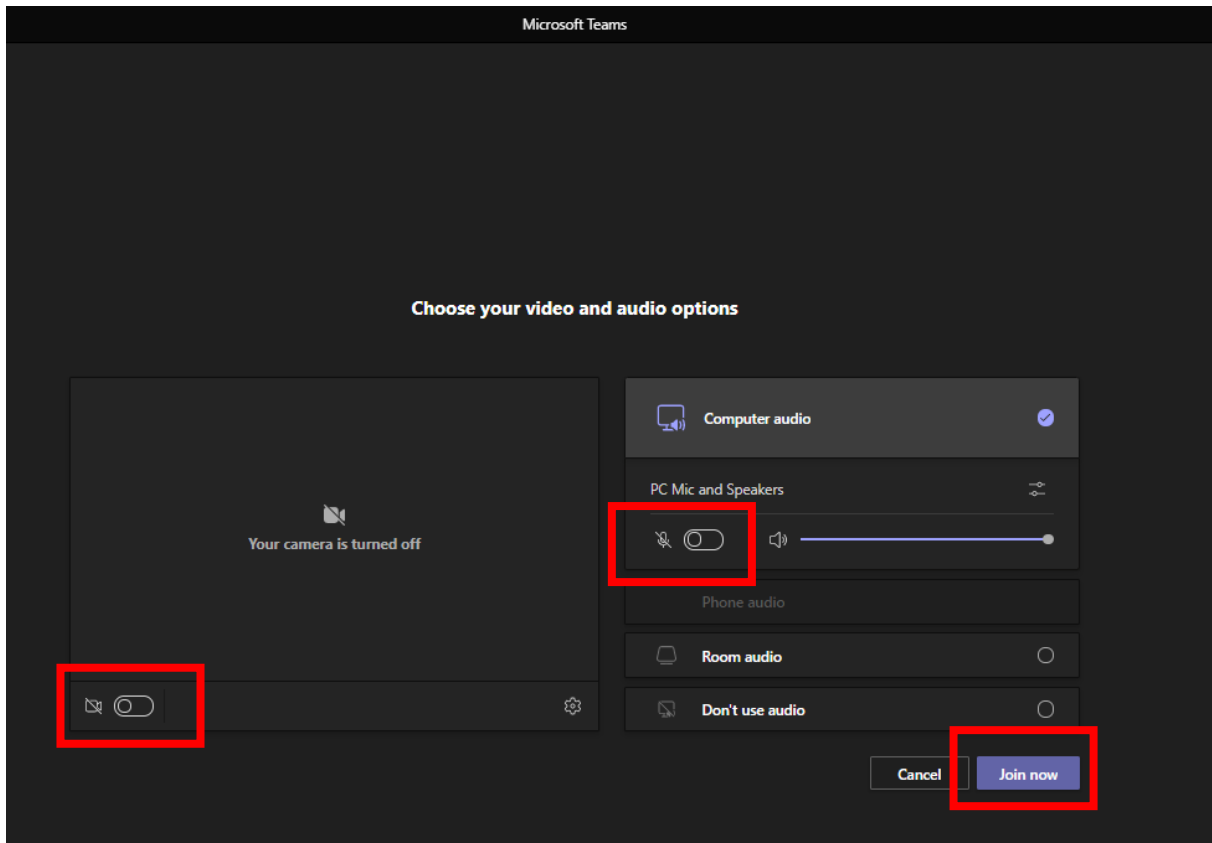 Microsoft Teams
Choose your video and audio options
Your camera is turned off
Computer audio
PC Mic and Speakers
Phone audio
Room audio
Don't use audio
Cancel
Join now